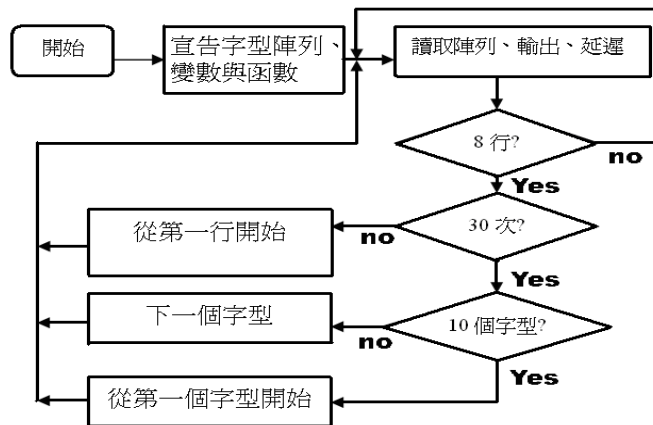 開始
宣告字型陣列、
變數與函數
讀取陣列、輸出、延遲
8 行?
no
Yes
30 次?
no
從第一行開始
Yes
10 個字型?
no
下一個字型
Yes
從第一個字型開始